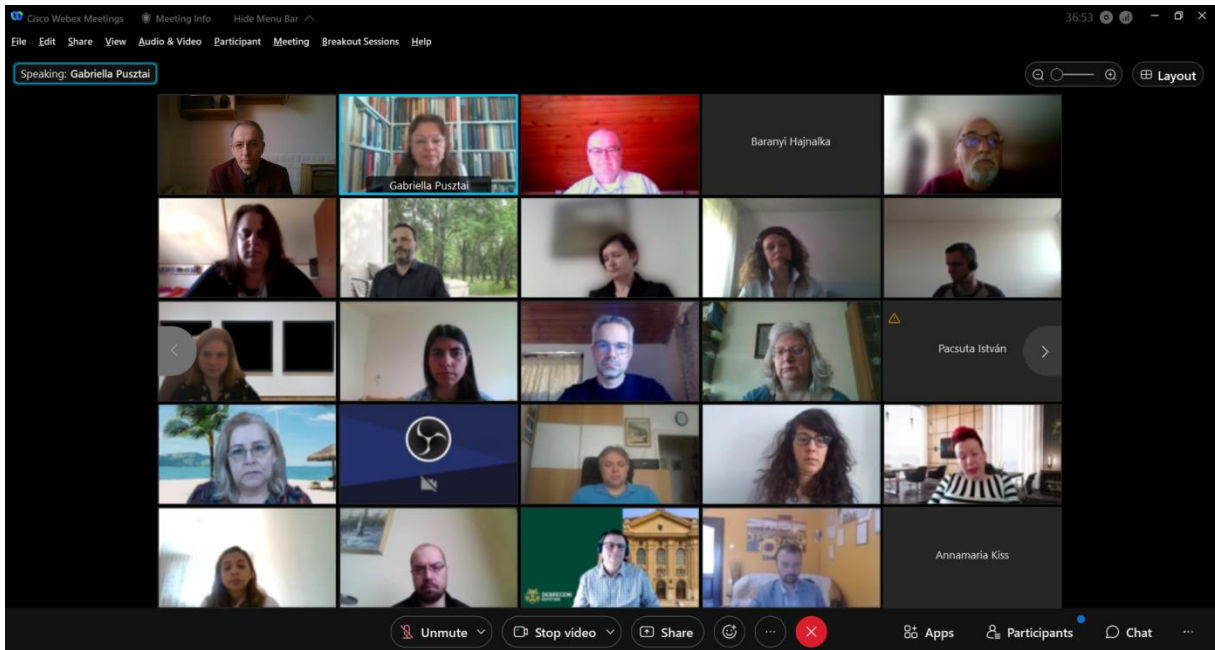 Cisco Webex Meetings Meeting Info Hide Menu Bar 36:53
File Edit Share View Audio & Video Participant Meeting Breakout Sessions Help
Speaking: Gabriella Pusztai
Layout
Baranyi Hajnalka
Gabriella Pusztai
Pacsuta István
Annamaria Kiss
DEBRECENI
EGYETEM
Unmute Stop video Share Apps Participants Chat